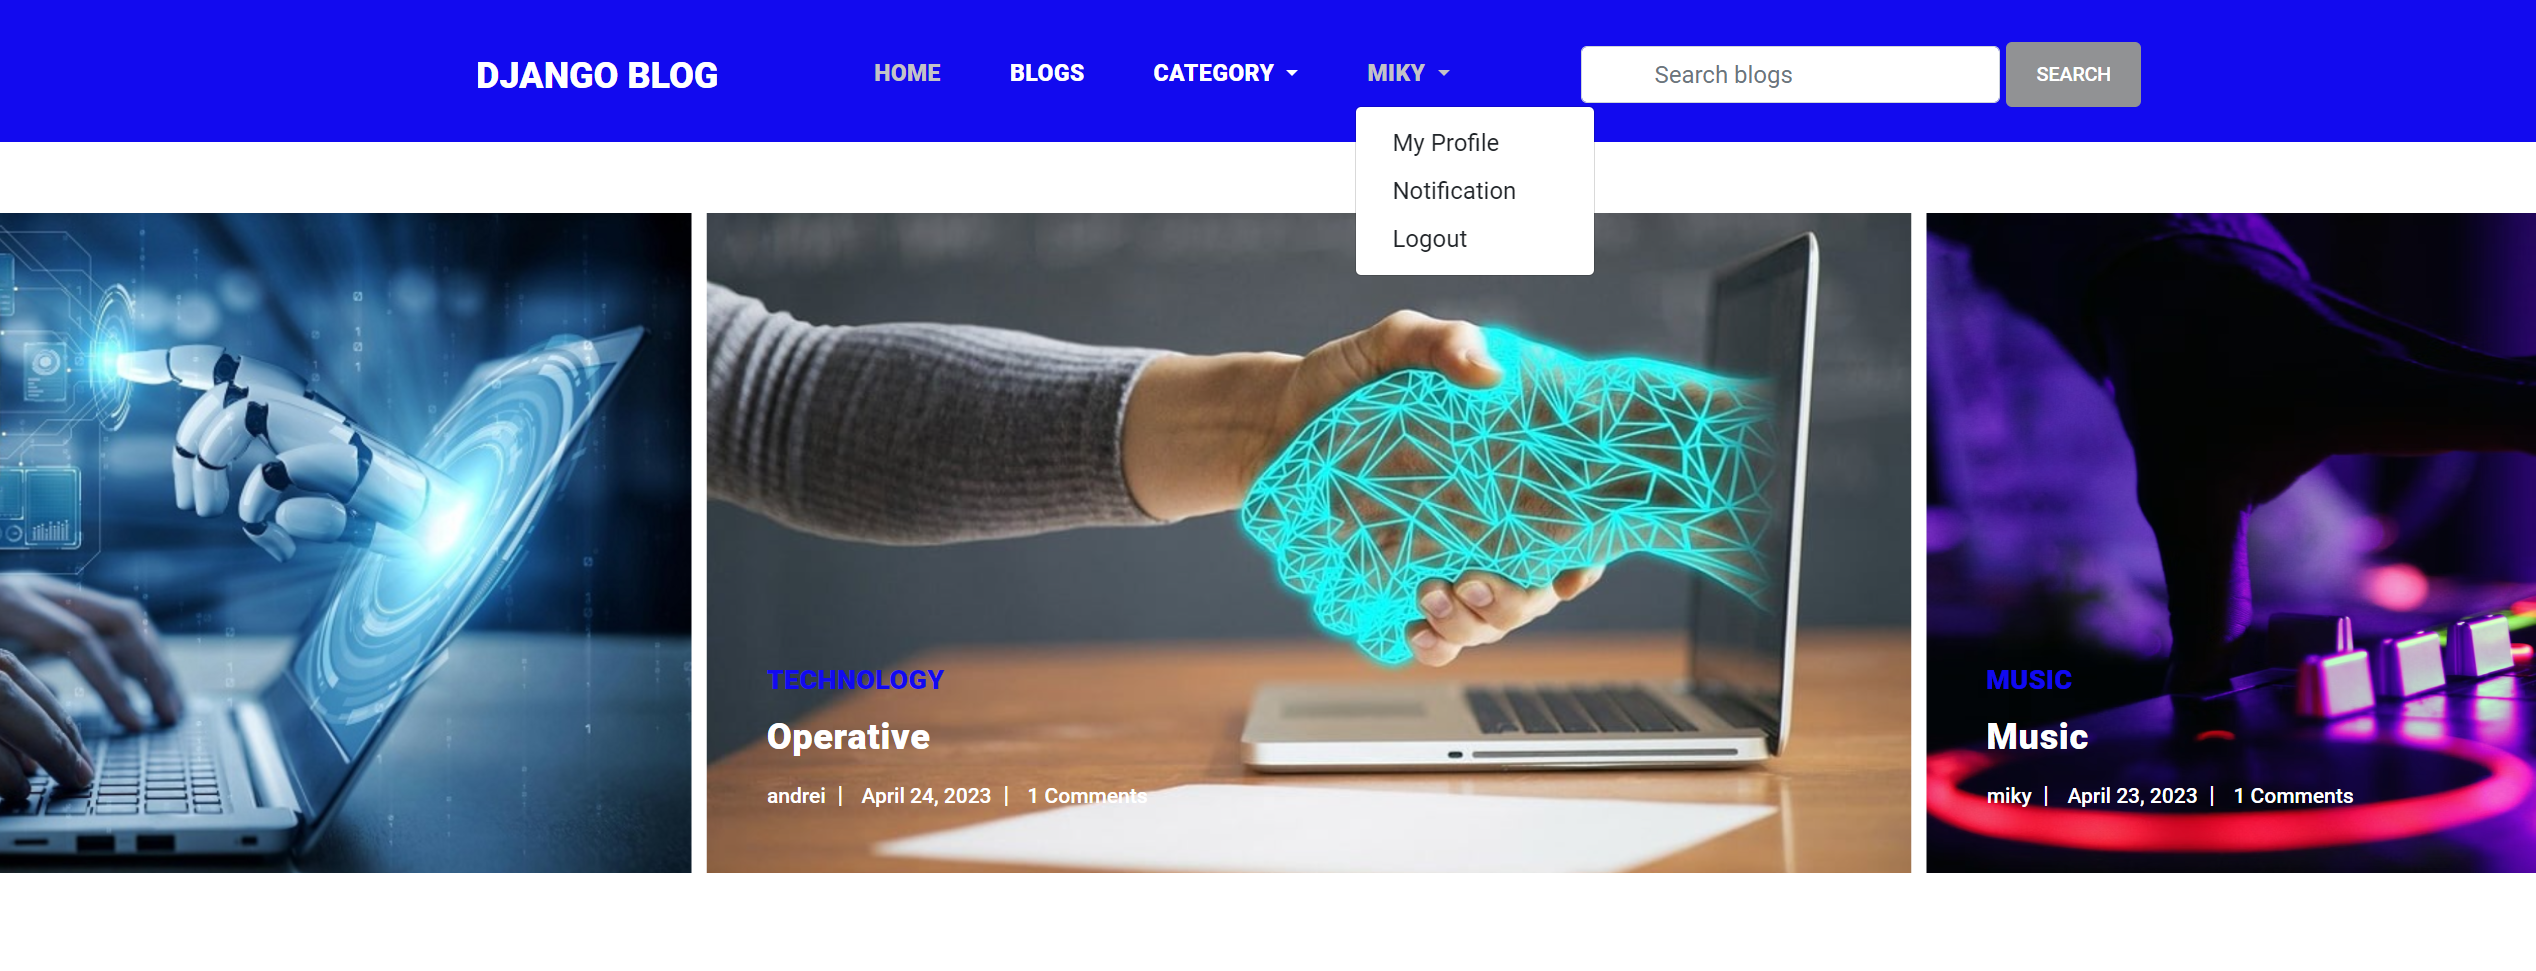 DJANGO BLOG
HOME
BLOGS
CATEGORY
MIKY
Search blogs
SEARCH
My Profile
Notification
Logout
TECHNOLOGY
Operative
andrei | April 24, 2023 | 1 Comments
MUSIC
Music
miky | April 23, 2023 | 1 Comments